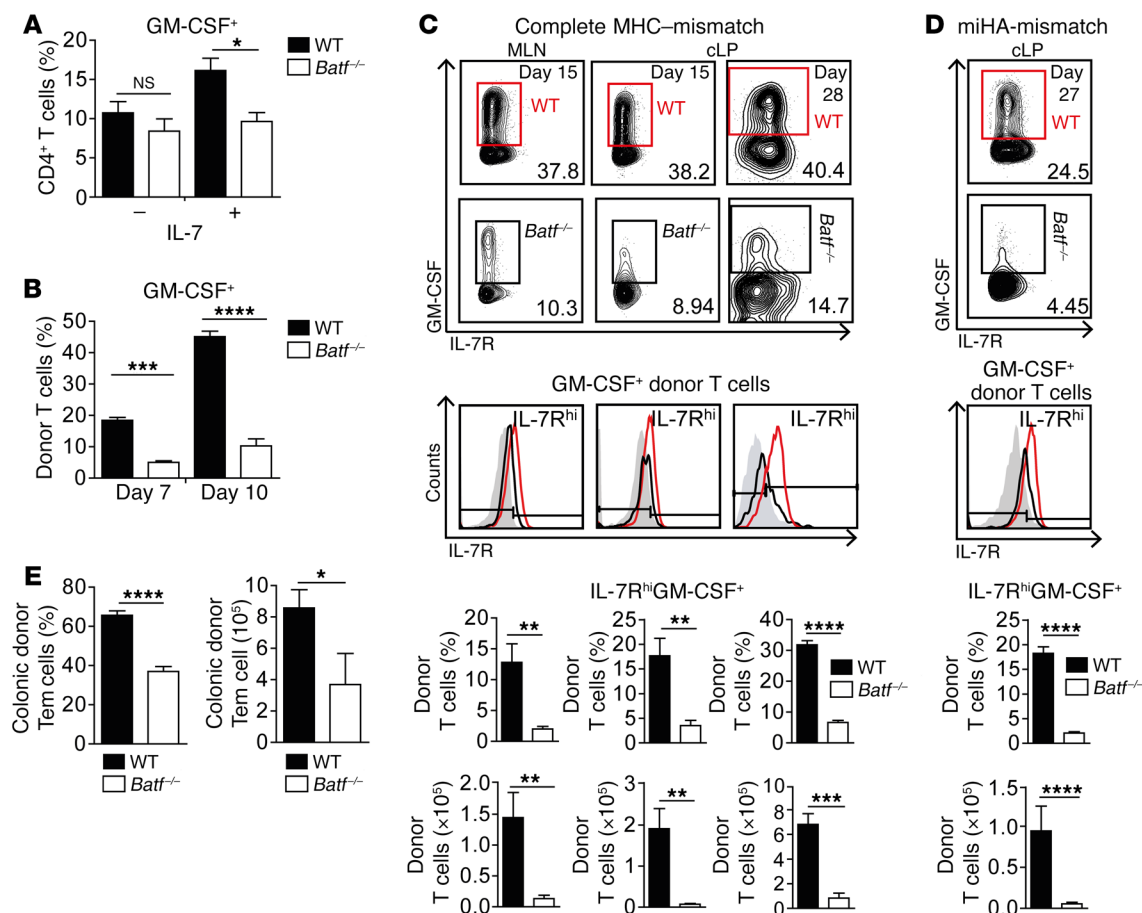 A
GM-CSF⁺
CD4⁺ T cells (%)
20
15
10
5
0
NS
*
WT
Batf⁻/⁻
– +
IL-7
B
GM-CSF⁺
Donor T cells (%)
50
40
30
20
10
0
***
****
WT
Batf⁻/⁻
Day 7 Day 10
C
Complete MHC–mismatch
MLN cLP
Day 15
WT
37.8
Day 15
WT
38.2
Day
28
WT
40.4
Batf⁻/⁻
10.3
Batf⁻/⁻
8.94
Batf⁻/⁻
14.7
GM-CSF
IL-7R
GM-CSF⁺ donor T cells
IL-7Rʰⁱ
IL-7Rʰⁱ
IL-7Rʰⁱ
Counts
IL-7R
IL-7RʰⁱGM-CSF⁺
Donor
T cells (%)
20
15
10
5
0
**
Donor
T cells (%)
25
20
15
10
5
0
**
Donor
T cells (%)
40
30
20
10
0
****
WT
Batf⁻/⁻
Donor
T cells (×10⁵)
2.0
1.5
1.0
0.5
0.0
**
Donor
T cells (×10⁵)
3
2
1
0
**
Donor
T cells (×10⁵)
8
6
4
2
0
***
D
miHA-mismatch
cLP
Day
27
WT
24.5
Batf⁻/⁻
4.45
GM-CSF
IL-7R
GM-CSF⁺
donor T cells
IL-7Rʰⁱ
Counts
IL-7R
IL-7RʰⁱGM-CSF⁺
Donor
T cells (%)
25
20
15
10
5
0
****
WT
Batf⁻/⁻
Donor
T cells (×10⁵)
1.5
1.0
0.5
0.0
****
E
Colonic donor
Tem cells (%)
80
60
40
20
0
****
WT
Batf⁻/⁻
Colonic donor
Tem cell (10⁵)
10
8
6
4
2
0
*
WT
Batf⁻/⁻